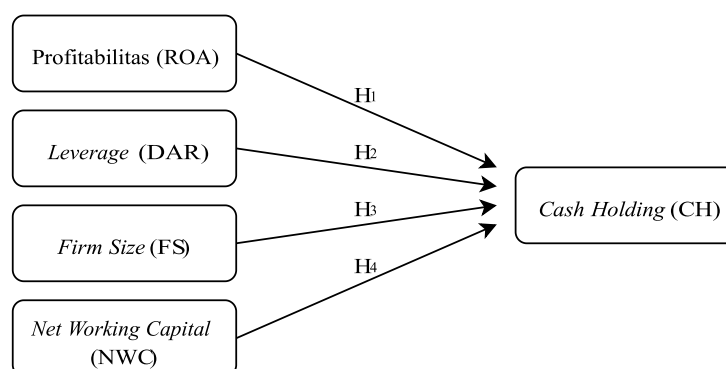 Profitabilitas (ROA)
H1
Leverage (DAR)
H2
Cash Holding (CH)
H3
Firm Size (FS)
H4
Net Working Capital
(NWC)